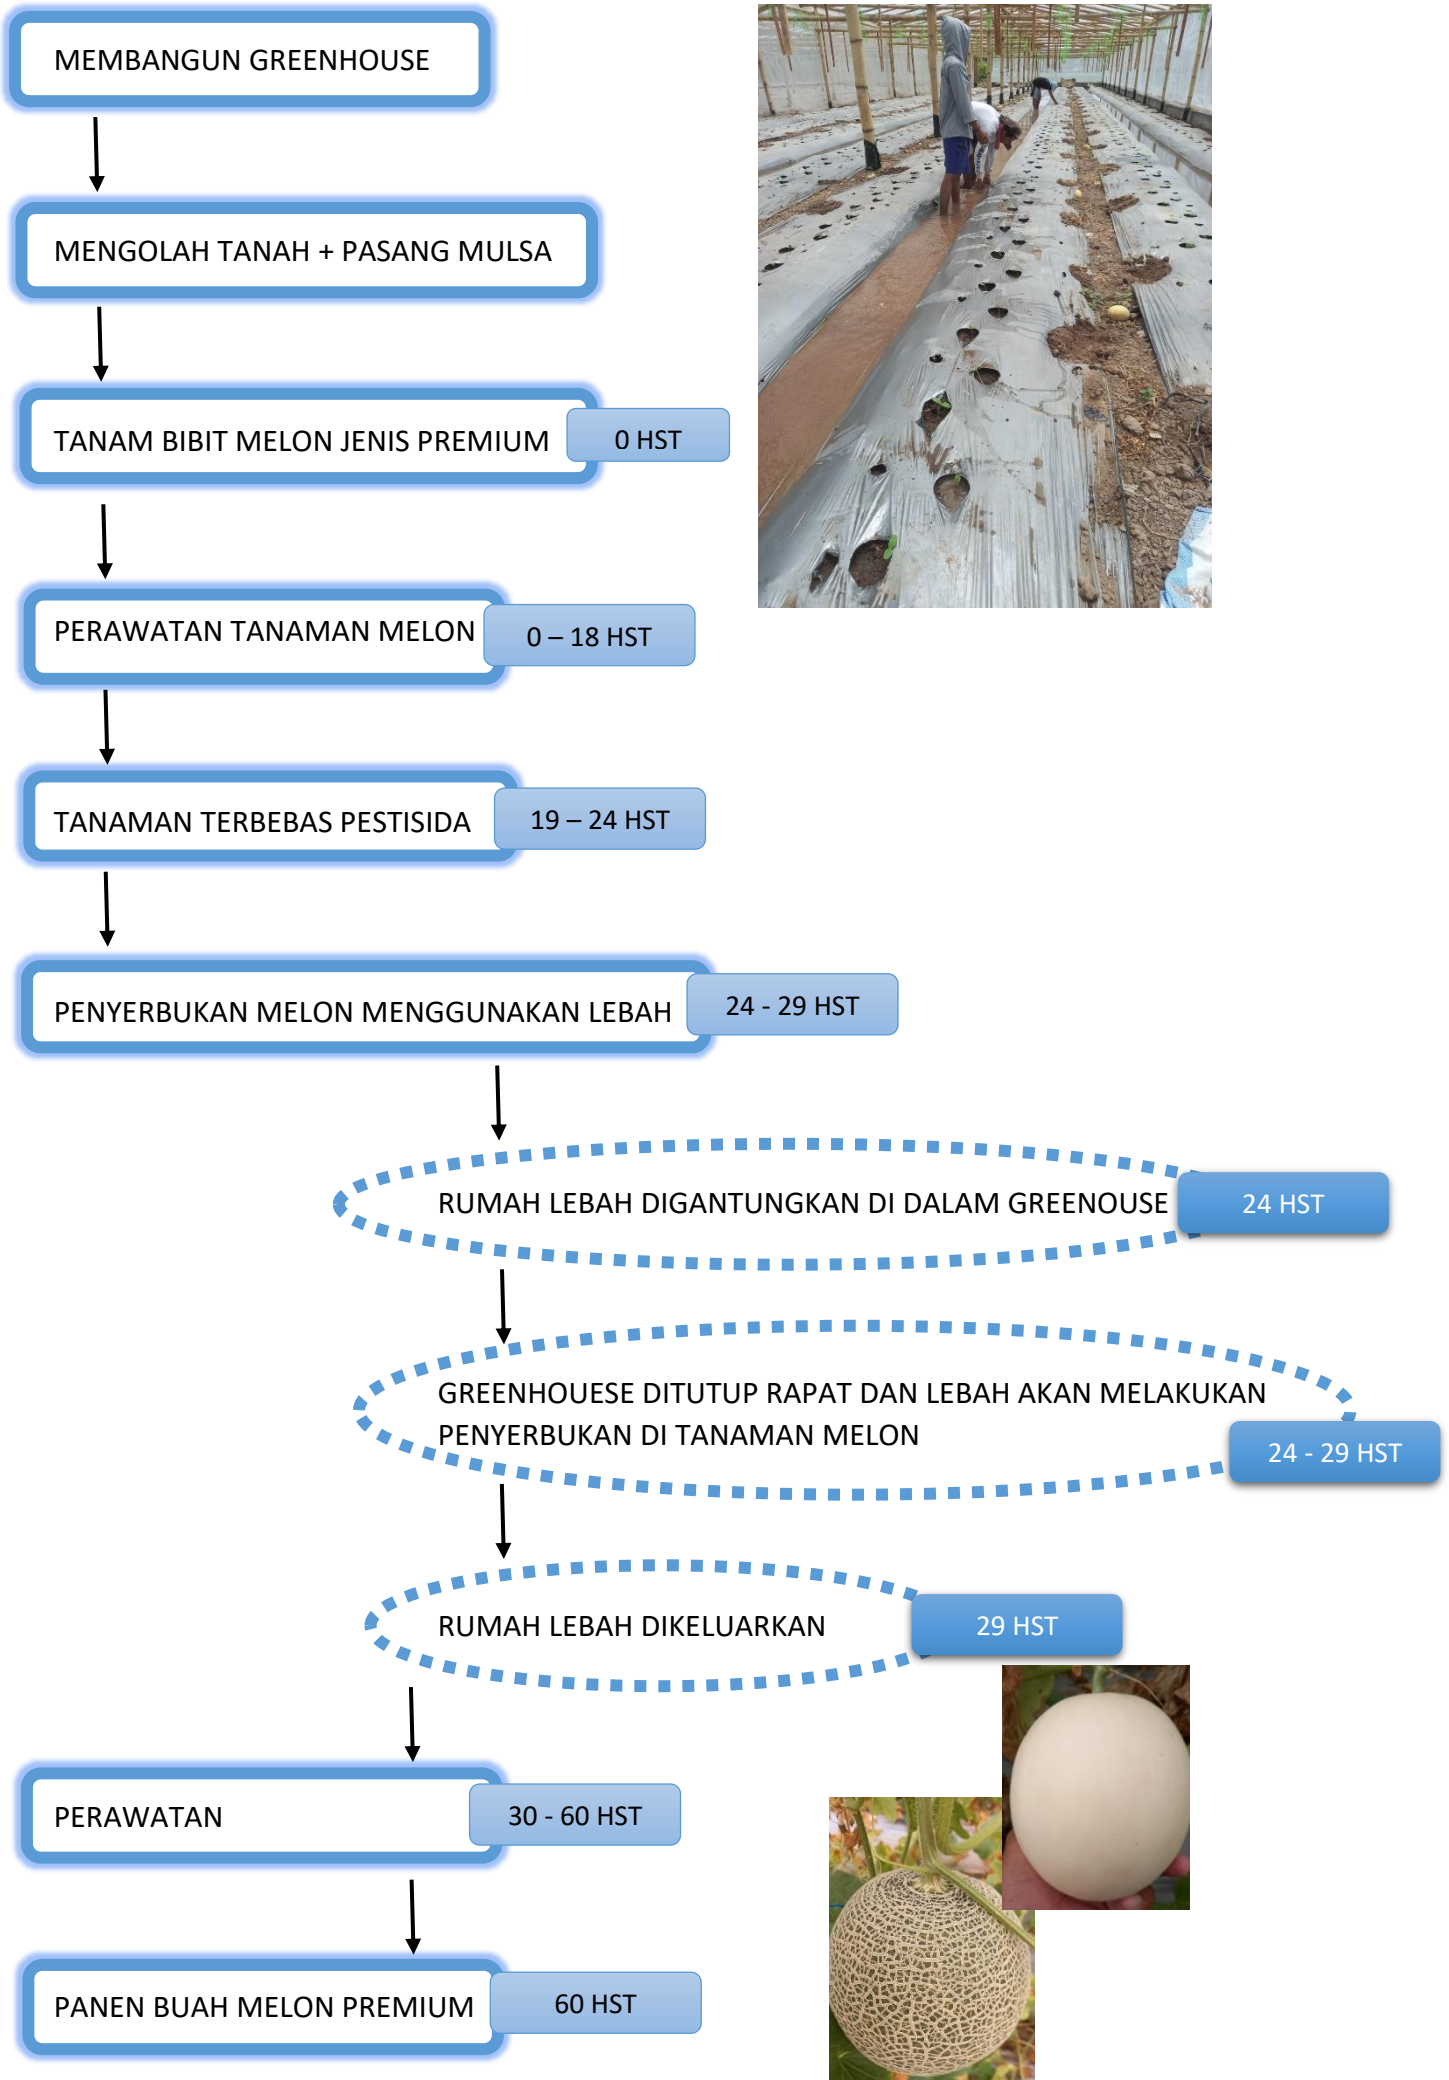 MEMBANGUN GREENHOUSE
MENGOLAH TANAH + PASANG MULSA
TANAM BIBIT MELON JENIS PREMIUM
0 HST
PERAWATAN TANAMAN MELON
0 – 18 HST
TANAMAN TERBEBAS PESTISIDA
19 – 24 HST
PENYERBUKAN MELON MENGGUNAKAN LEBAH
24 - 29 HST
RUMAH LEBAH DIGANTUNGKAN DI DALAM GREENOUSE
24 HST
GREENHOUESE DITUTUP RAPAT DAN LEBAH AKAN MELAKUKAN
PENYERBUKAN DI TANAMAN MELON
24 - 29 HST
RUMAH LEBAH DIKELUARKAN
29 HST
PERAWATAN
30 - 60 HST
PANEN BUAH MELON PREMIUM
60 HST